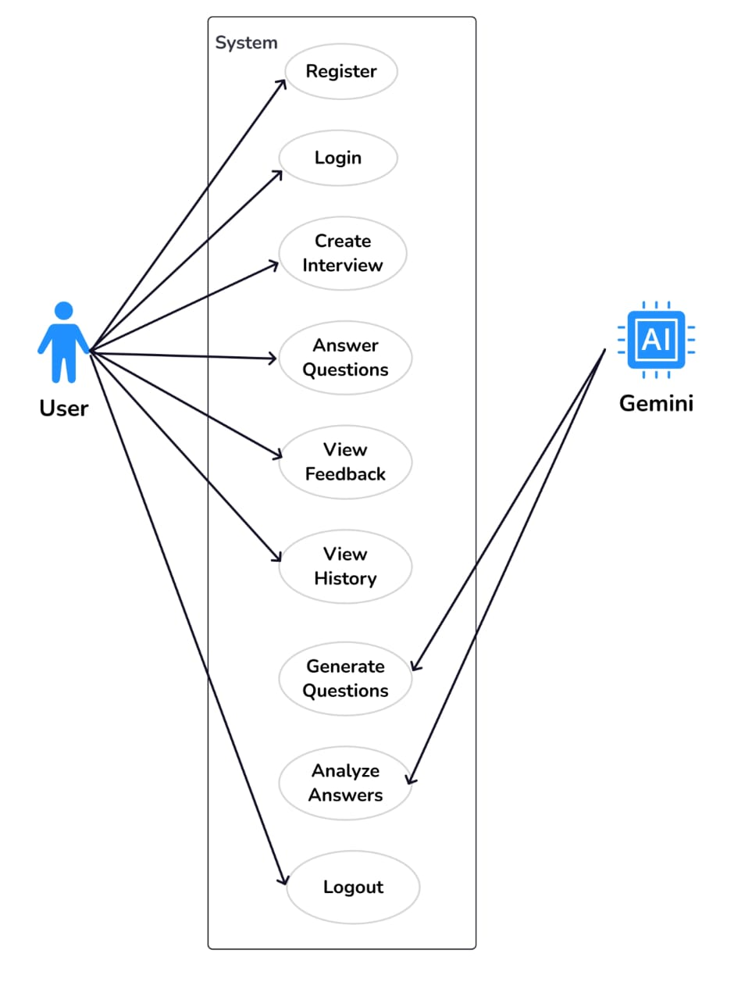 System
Register
Login
Create
Interview
Answer
Questions
View
Feedback
View
History
Generate
Questions
Analyze
Answers
Logout
User
AI
Gemini